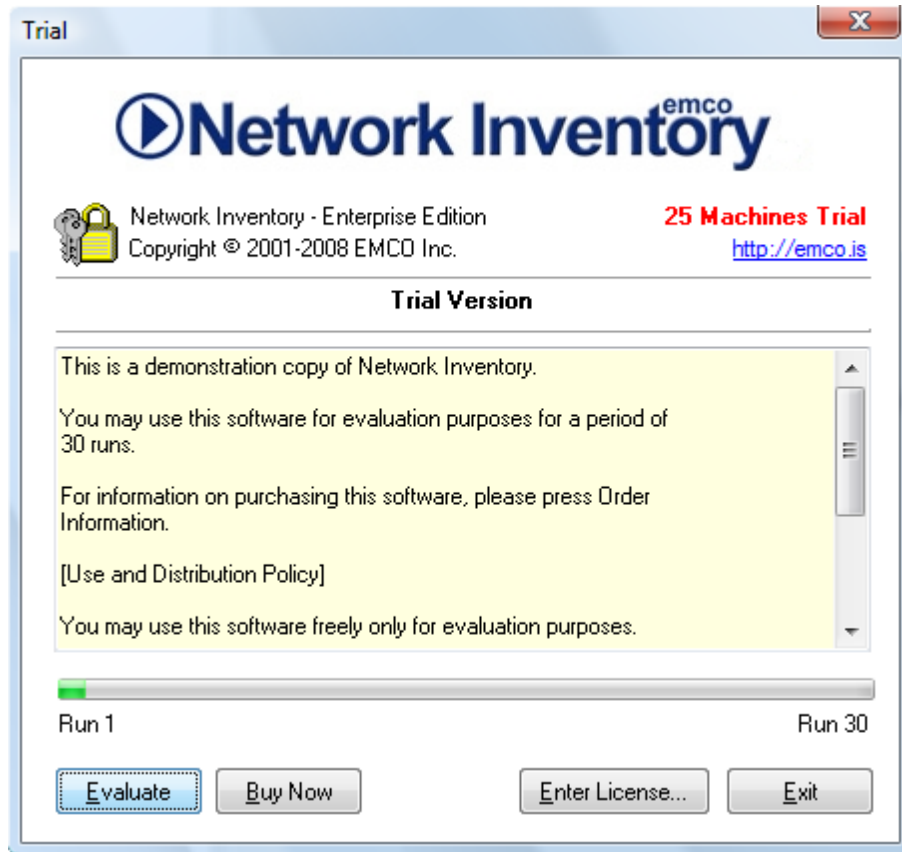 Trial
emco
Network Inventory
Network Inventory - Enterprise Edition
25 Machines Trial
Copyright © 2001-2008 EMCO Inc.
http://emco.is
Trial Version
This is a demonstration copy of Network Inventory.
You may use this software for evaluation purposes for a period of
30 runs.
For information on purchasing this software, please press Order
Information.
[Use and Distribution Policy]
You may use this software freely only for evaluation purposes.
Run 1
Run 30
Evaluate
Buy Now
Enter License...
Exit